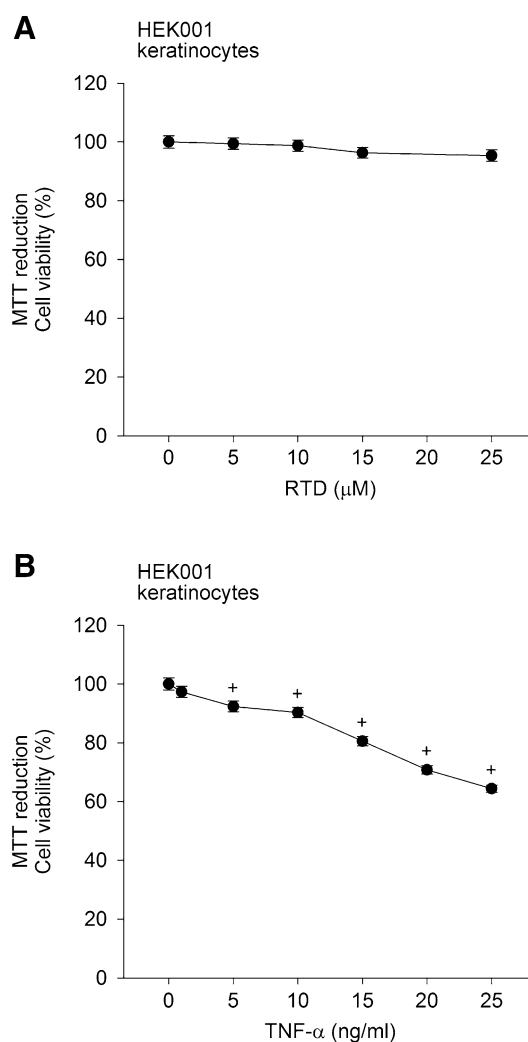 A
HEK001
keratinocytes
120
100
80
60
40
20
0
MTT reduction
Cell viability (%)
0 5 10 15 20 25
RTD (μM)
B
HEK001
keratinocytes
120
100
80
60
40
20
0
MTT reduction
Cell viability (%)
+ + + + +
0 5 10 15 20 25
TNF-α (ng/ml)